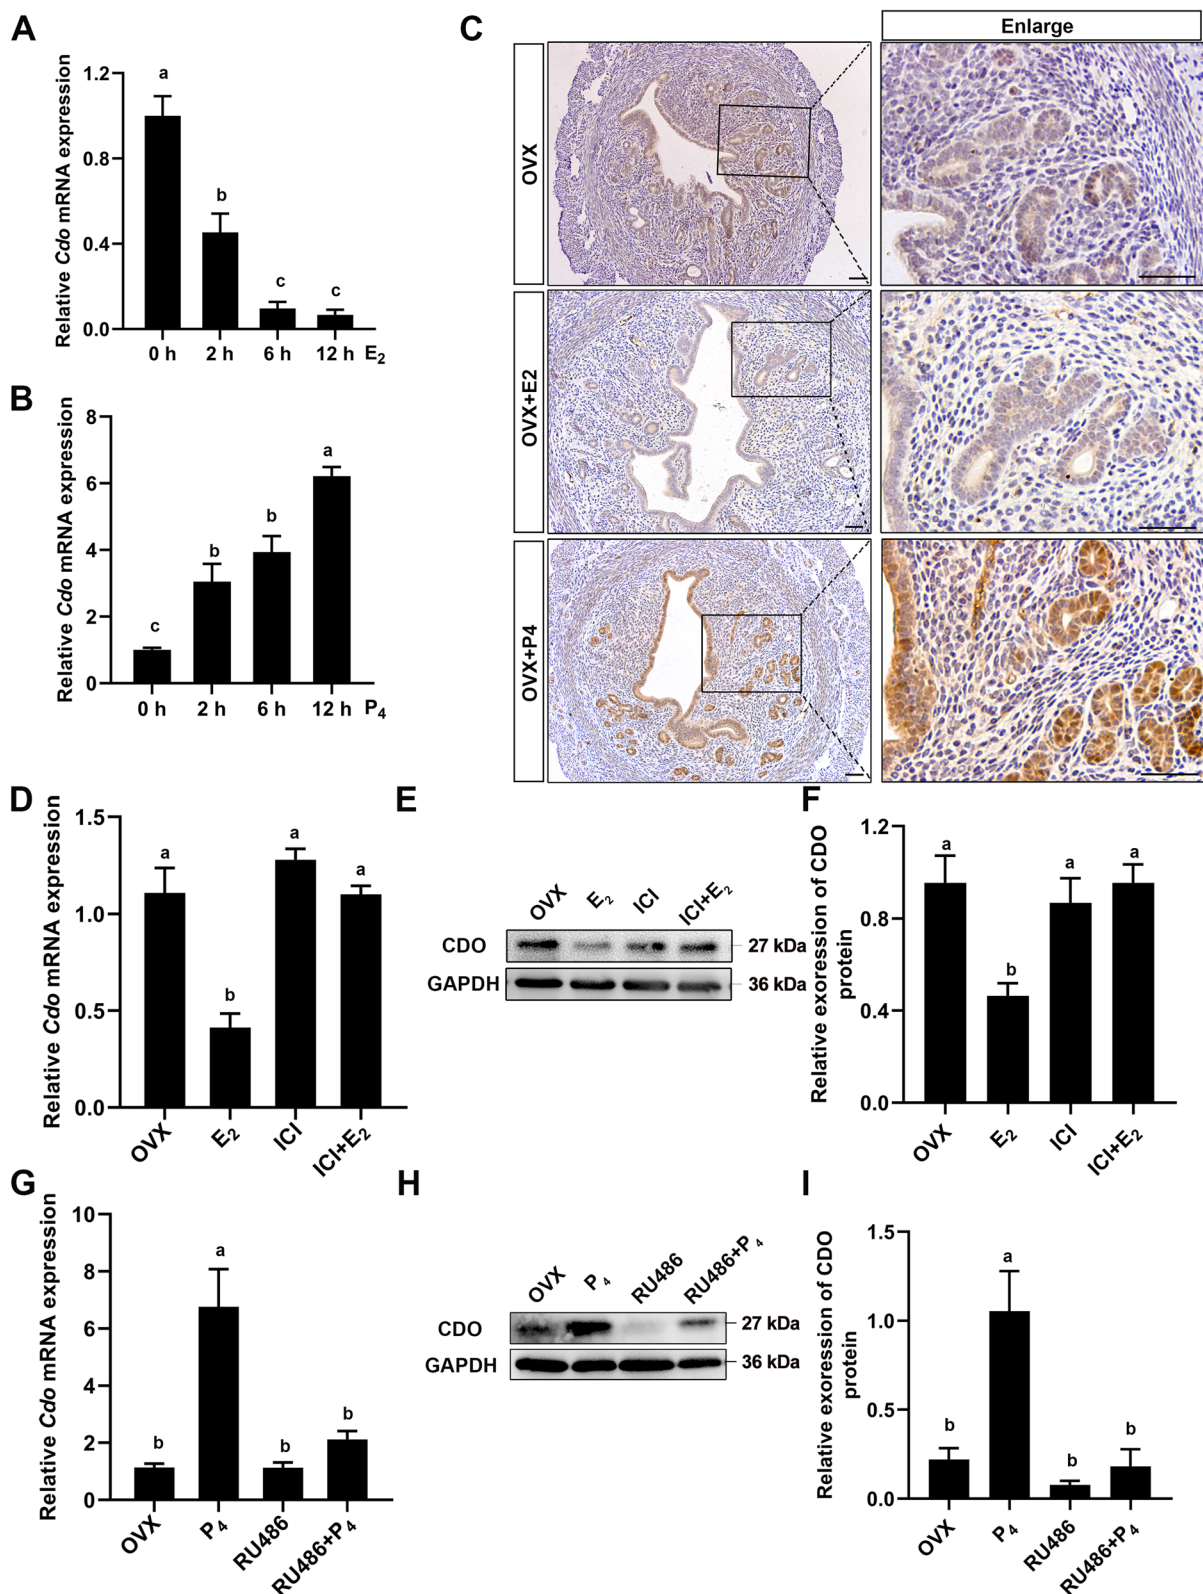 A
Relative Cdo mRNA expression
1.2
0.8
0.4
0.0
a
b
c
c
0 h 2 h 6 h 12 h E2
B
Relative Cdo mRNA expression
8
6
4
2
0
c
b
b
a
0 h 2 h 6 h 12 h P4
C
Enlarge
OVX
OVX+E2
OVX+P4
D
Relative Cdo mRNA expression
1.5
1.0
0.5
0.0
a
b
a
a
OVX E2 ICI ICI+E2
E
OVX E2 ICI ICI+E2
CDO 27 kDa
GAPDH 36 kDa
F
Relative exoression of CDO
protein
1.2
0.8
0.4
0.0
a
b
a
a
OVX E2 ICI ICI+E2
G
Relative Cdo mRNA expression
10
8
6
4
2
0
b
a
b
b
OVX P4 RU486 RU486+P4
H
OVX P4 RU486 RU486+P4
CDO 27 kDa
GAPDH 36 kDa
I
Relative exoression of CDO
protein
1.5
1.0
0.5
0.0
b
a
b
b
OVX P4 RU486 RU486+P4